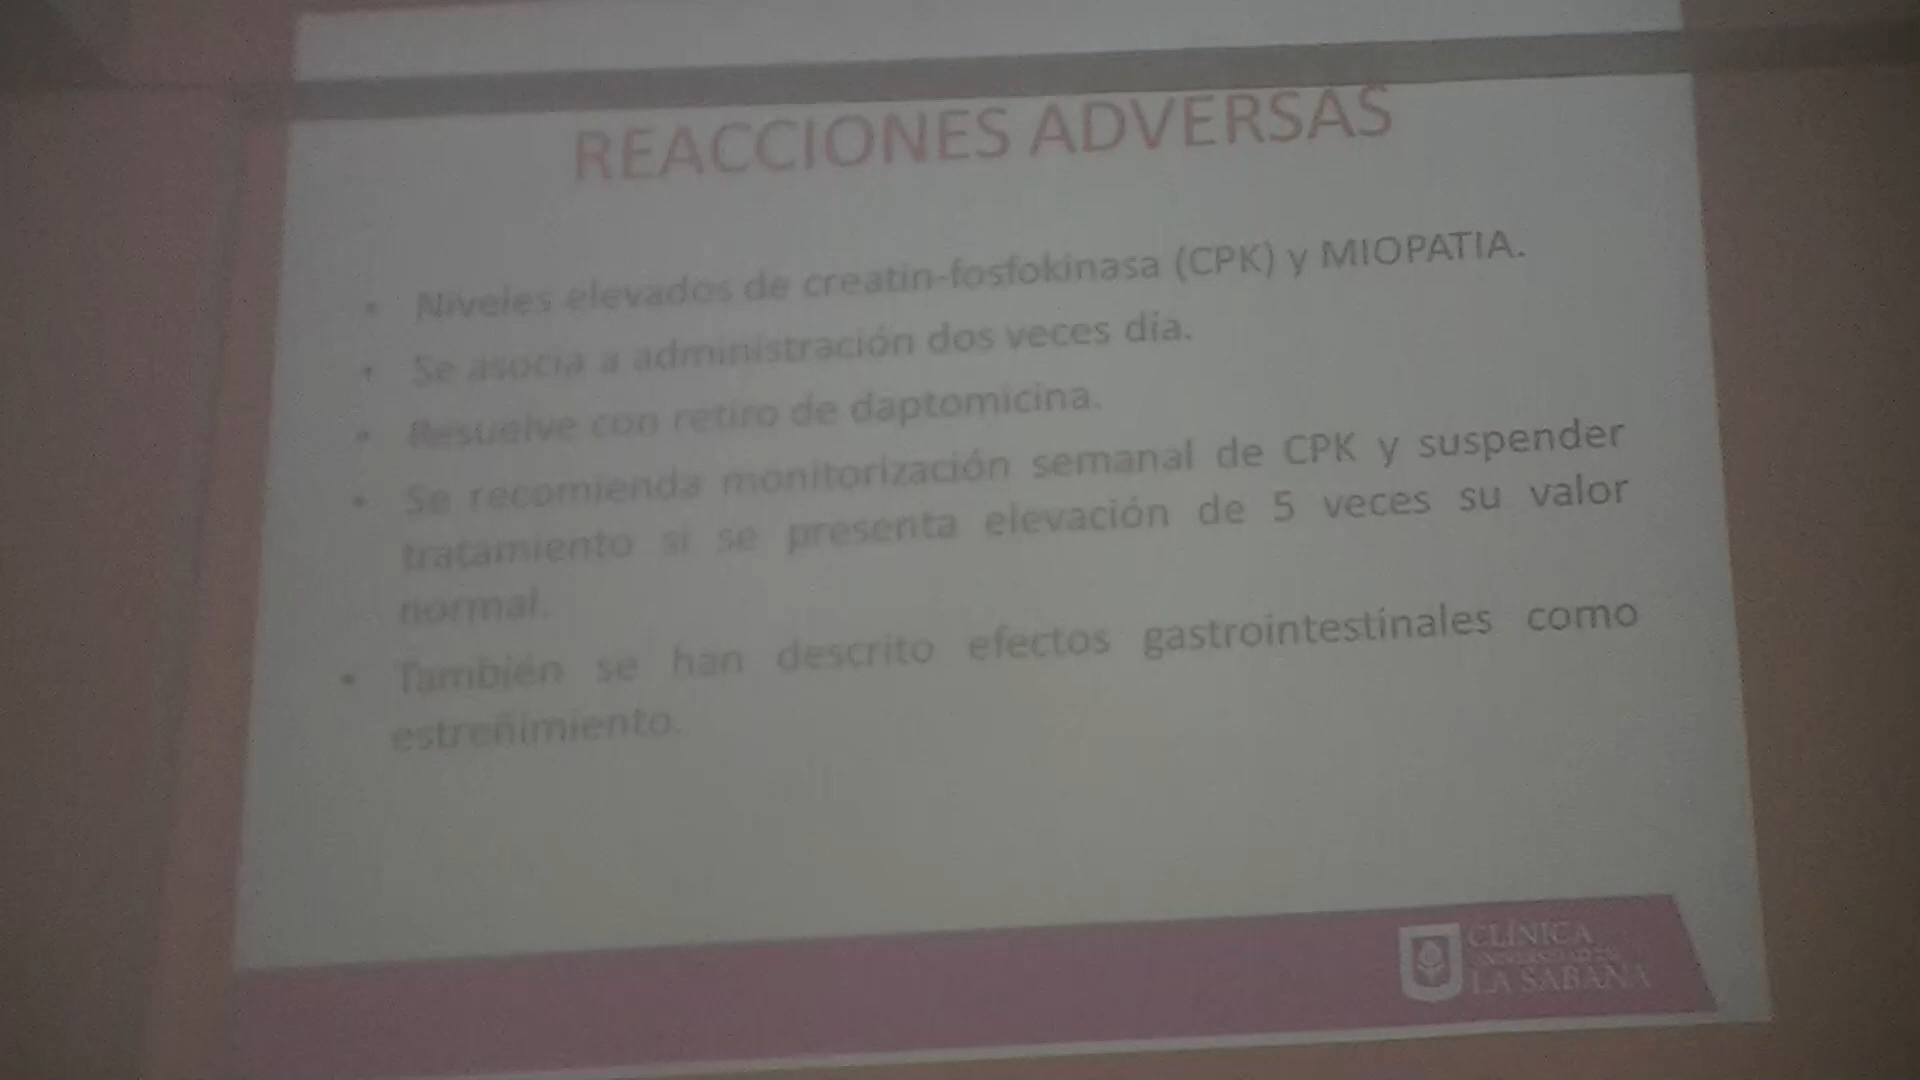 REACCIONES ADVERSAS
• Niveles elevados de creatin-fosfokinasa (CPK) y MIOPATIA.
• Se asocia a administración dos veces día.
• Resuelve con retiro de daptomicina.
• Se recomienda monitorización semanal de CPK y suspender
tratamiento si se presenta elevación de 5 veces su valor
normal.
• También se han descrito efectos gastrointestinales como
estreñimiento.
CLÍNICA
LA SABANA